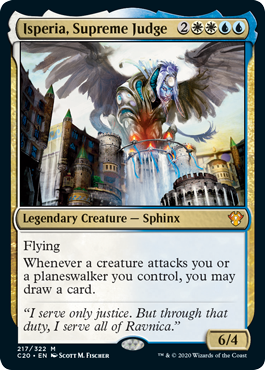 Isperia, Supreme Judge 2
Legendary Creature — Sphinx
Flying
Whenever a creature attacks you or
a planeswalker you control, you may
draw a card.
“I serve only justice. But through that
duty, I serve all of Ravnica.”
6/4
217/322 M
C20 • EN Scott M. Fischer
™ & © 2020 Wizards of the Coast